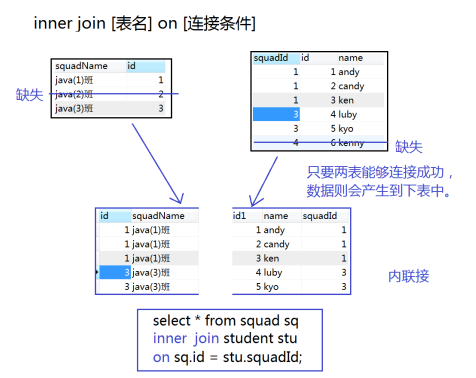 inner join [表名] on [连接条件]
squadName id
java(1)班 1
java(2)班 2
java(3)班 3
缺失
squadId id name
1 1 andy
1 2 candy
1 3 ken
3 4 luby
3 5 kyo
4 6 kenny
缺失
只要两表能够连接成功，
数据则会产生到下表中。
id squadName id1 name squadId
1 java(1)班 1 andy 1
1 java(1)班 2 candy 1
1 java(1)班 3 ken 1
3 java(3)班 4 luby 3
3 java(3)班 5 kyo 3
内联接
select * from squad sq
inner join student stu
on sq.id = stu.squadId;